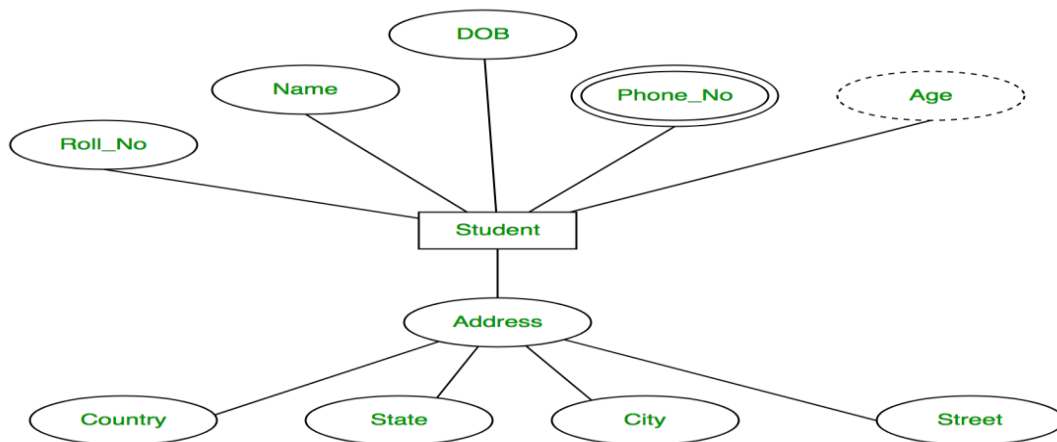 DOB
Name
Phone_No
Age
Roll_No
Student
Address
Country
State
City
Street